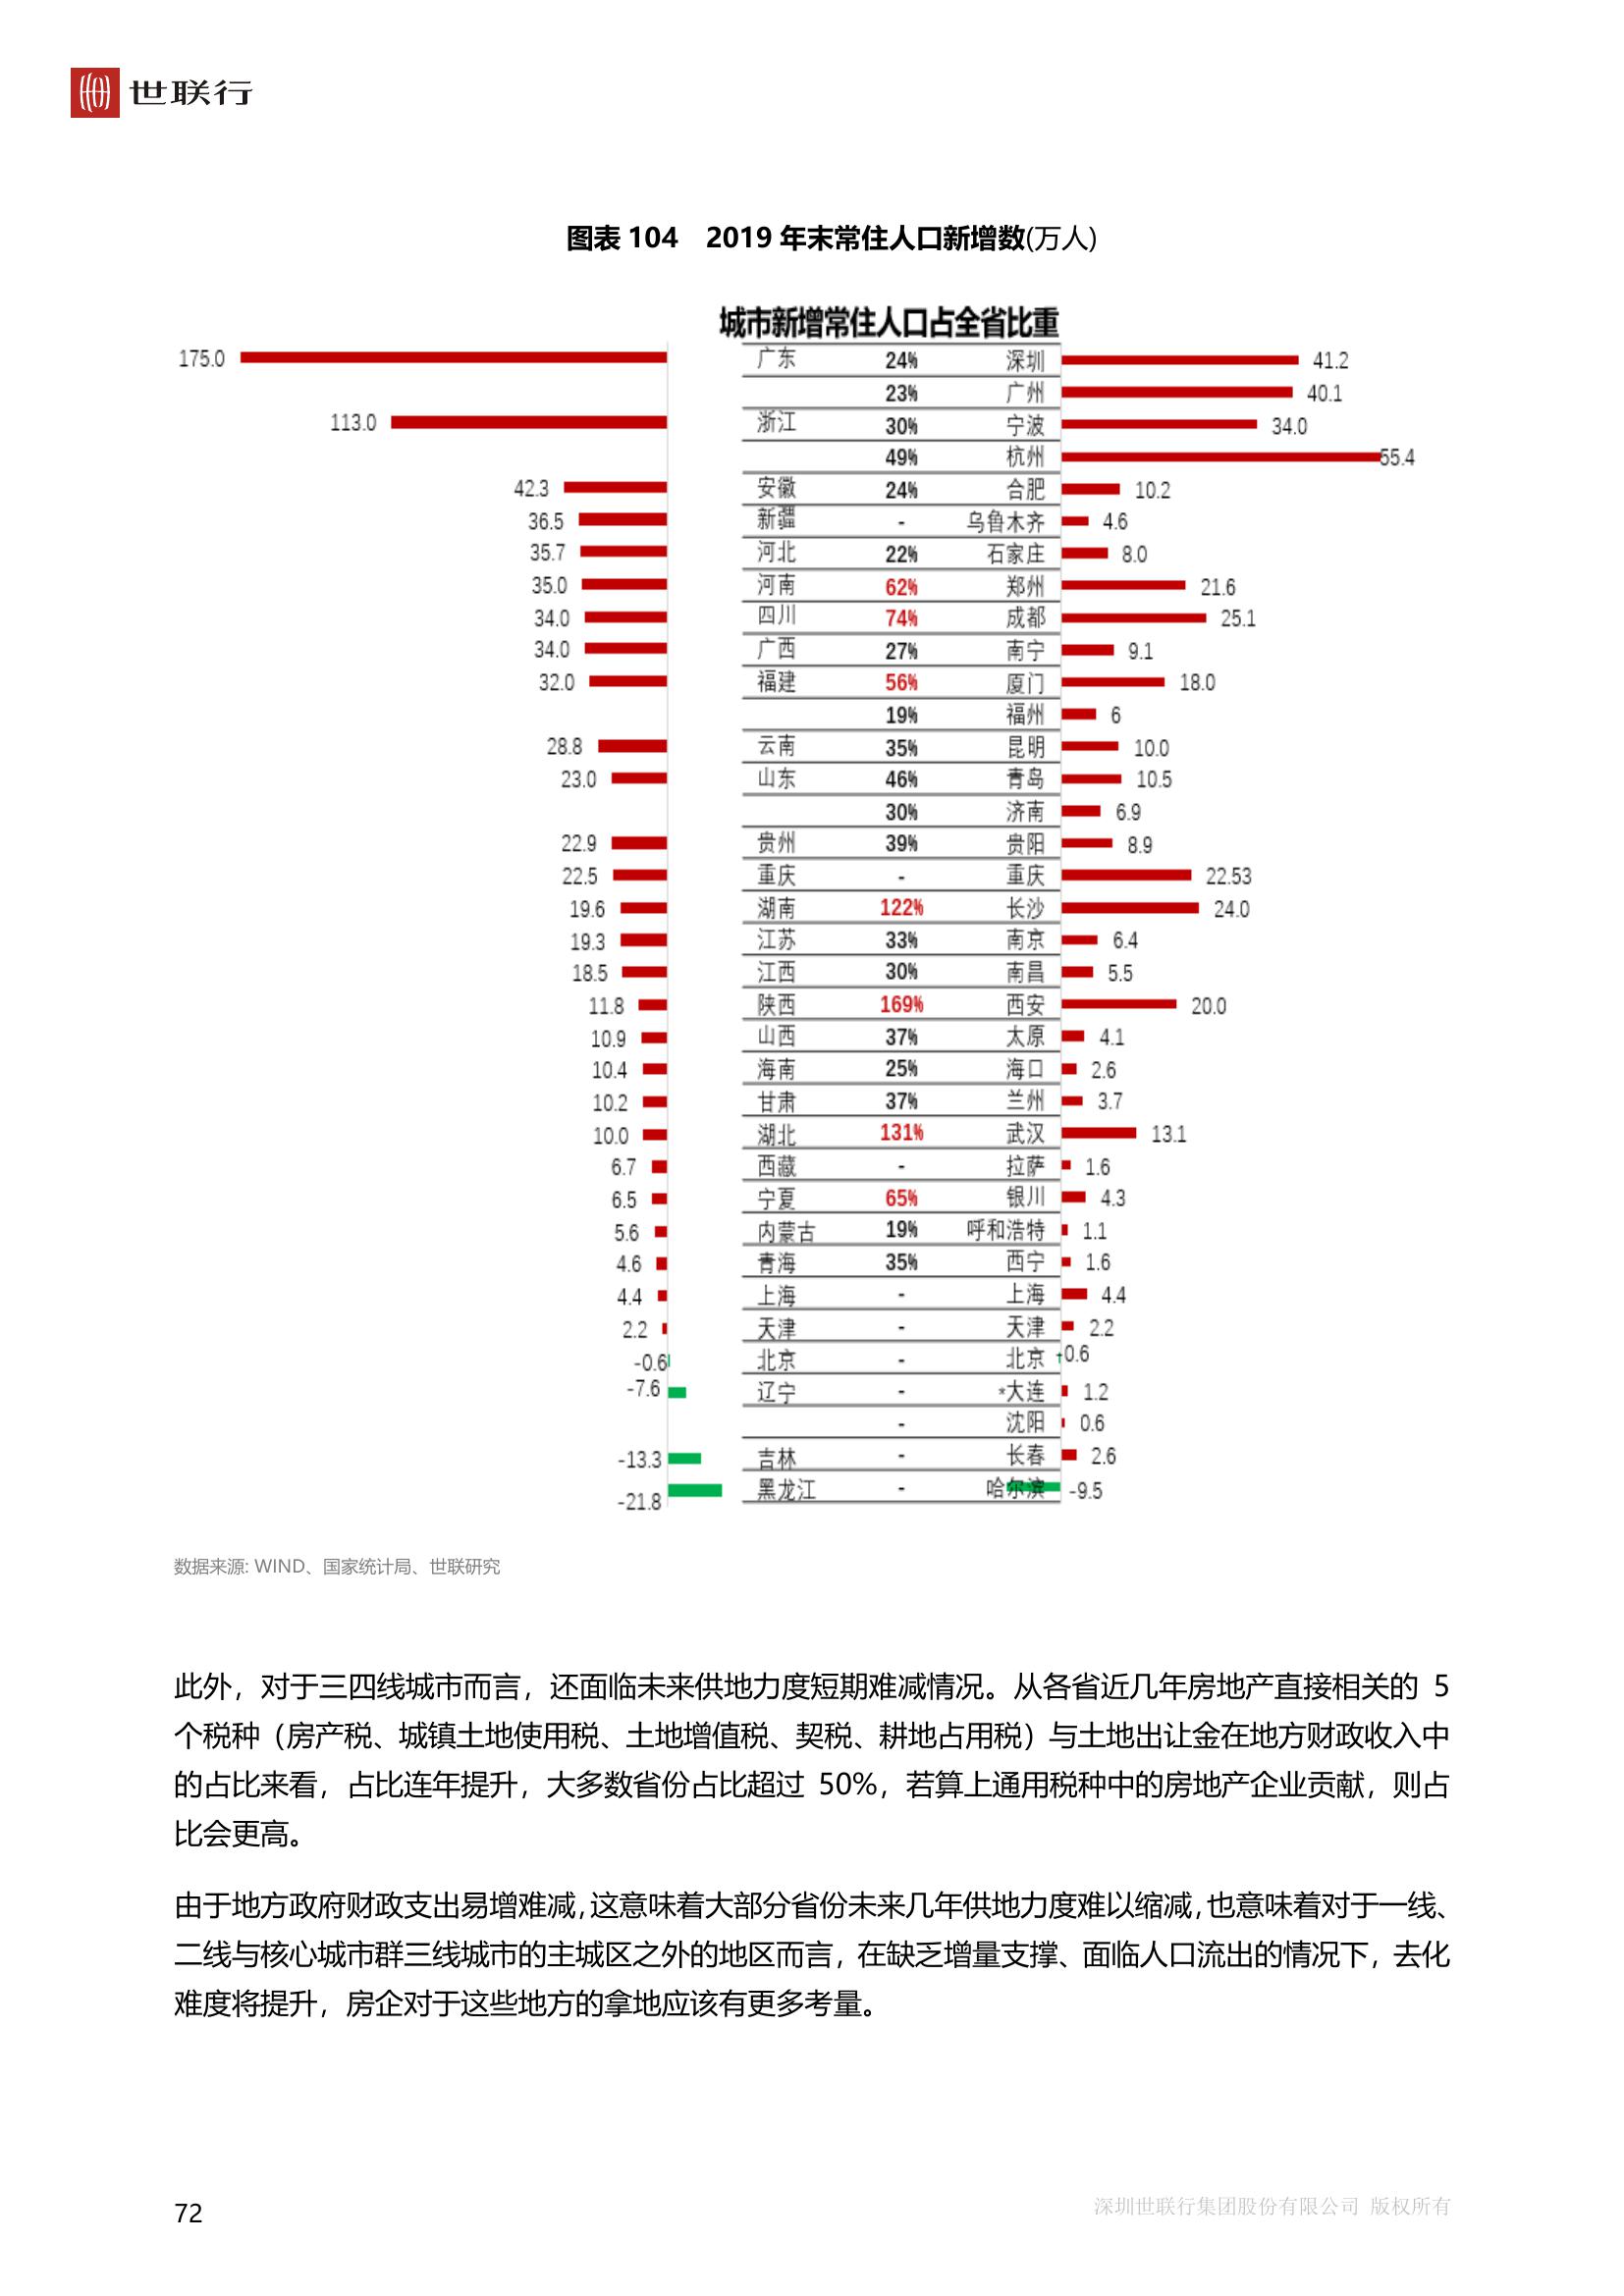 世联行
图表 104 2019 年末常住人口新增数(万人)
城市新增常住人口占全省比重
175.0 广东 24% 深圳 41.2
23% 广州 40.1
113.0 浙江 30% 宁波 34.0
49% 杭州 55.4
42.3 安徽 24% 合肥 10.2
36.5 新疆 - 乌鲁木齐 4.6
35.7 河北 22% 石家庄 8.0
35.0 河南 62% 郑州 21.6
34.0 四川 74% 成都 25.1
34.0 广西 27% 南宁 9.1
32.0 福建 56% 厦门 18.0
19% 福州 6
28.8 云南 35% 昆明 10.0
23.0 山东 46% 青岛 10.5
30% 济南 6.9
22.9 贵州 39% 贵阳 8.9
22.5 重庆 - 重庆 22.53
19.6 湖南 122% 长沙 24.0
19.3 江苏 33% 南京 6.4
18.5 江西 30% 南昌 5.5
11.8 陕西 169% 西安 20.0
10.9 山西 37% 太原 4.1
10.4 海南 25% 海口 2.6
10.2 甘肃 37% 兰州 3.7
10.0 湖北 131% 武汉 13.1
6.7 西藏 - 拉萨 1.6
6.5 宁夏 65% 银川 4.3
5.6 内蒙古 19% 呼和浩特 1.1
4.6 青海 35% 西宁 1.6
4.4 上海 - 上海 4.4
2.2 天津 - 天津 2.2
-0.6 北京 - 北京 -0.6
-7.6 辽宁 - *大连 1.2
- 沈阳 0.6
-13.3 吉林 - 长春 2.6
-21.8 黑龙江 - 哈尔滨 -9.5
数据来源: WIND、国家统计局、世联研究
此外，对于三四线城市而言，还面临未来供地力度短期难减情况。从各省近几年房地产直接相关的 5
个税种（房产税、城镇土地使用税、土地增值税、契税、耕地占用税）与土地出让金在地方财政收入中
的占比来看，占比连年提升，大多数省份占比超过 50%，若算上通用税种中的房地产企业贡献，则占
比会更高。
由于地方政府财政支出易增难减，这意味着大部分省份未来几年供地力度难以缩减，也意味着对于一线、
二线与核心城市群三线城市的主城区之外的地区而言，在缺乏增量支撑、面临人口流出的情况下，去化
难度将提升，房企对于这些地方的拿地应该有更多考量。
72 深圳世联行集团股份有限公司 版权所有